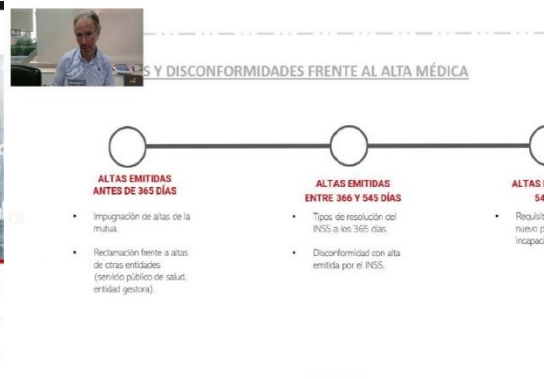 S Y DISCONFORMIDADES FRENTE AL ALTA MÉDICA
ALTAS EMITIDAS
ANTES DE 365 DÍAS
• Impugnación de altas de la
mutua.
• Reclamación frente a altas
de otras entidades
(servicio público de salud,
entidad gestora).
ALTAS EMITIDAS
ENTRE 366 Y 545 DÍAS
• Tipos de resolución del
INSS a los 365 días.
• Disconformidad con alta
emitida por el INSS.
ALTAS
54
• Requisit
nuevo p
incapac